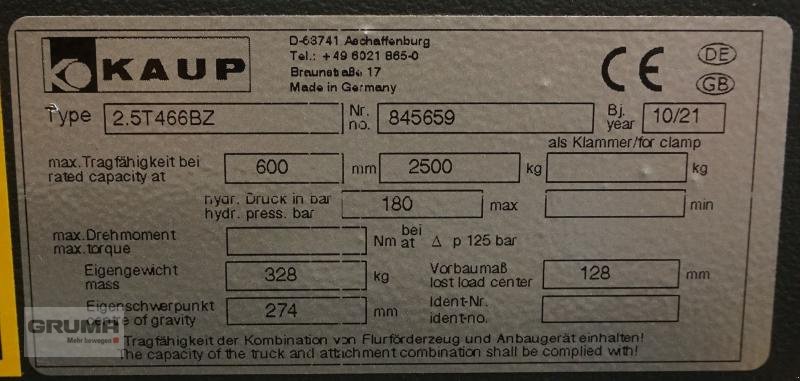 KAUP
D-63741 Aschaffenburg
Tel.: +49 6021 865-0
Braunstraße 17
Made in Germany
CE
DE
GB
Type 2.5T466BZ Nr. no. 845659 Bj. year 10/21
als Klammer/for clamp
max.Tragfähigkeit bei
rated capacity at 600 mm 2500 kg kg
hydr. Druck in bar
hydr. press. bar 180 max min
max.Drehmoment
max.torque Nm bei at Δ p 125 bar
Eigengewicht
mass 328 kg
Vorbaumaß
lost load center 128 mm
Eigenschwerpunkt
centre of gravity 274 mm
Ident-Nr.
ident-no.
Tragfähigkeit der Kombination von Flurförderzeug und Anbaugerät einhalten!
The capacity of the truck and attachment combination shall be complied with!
GRUMA
Mehr bewegen